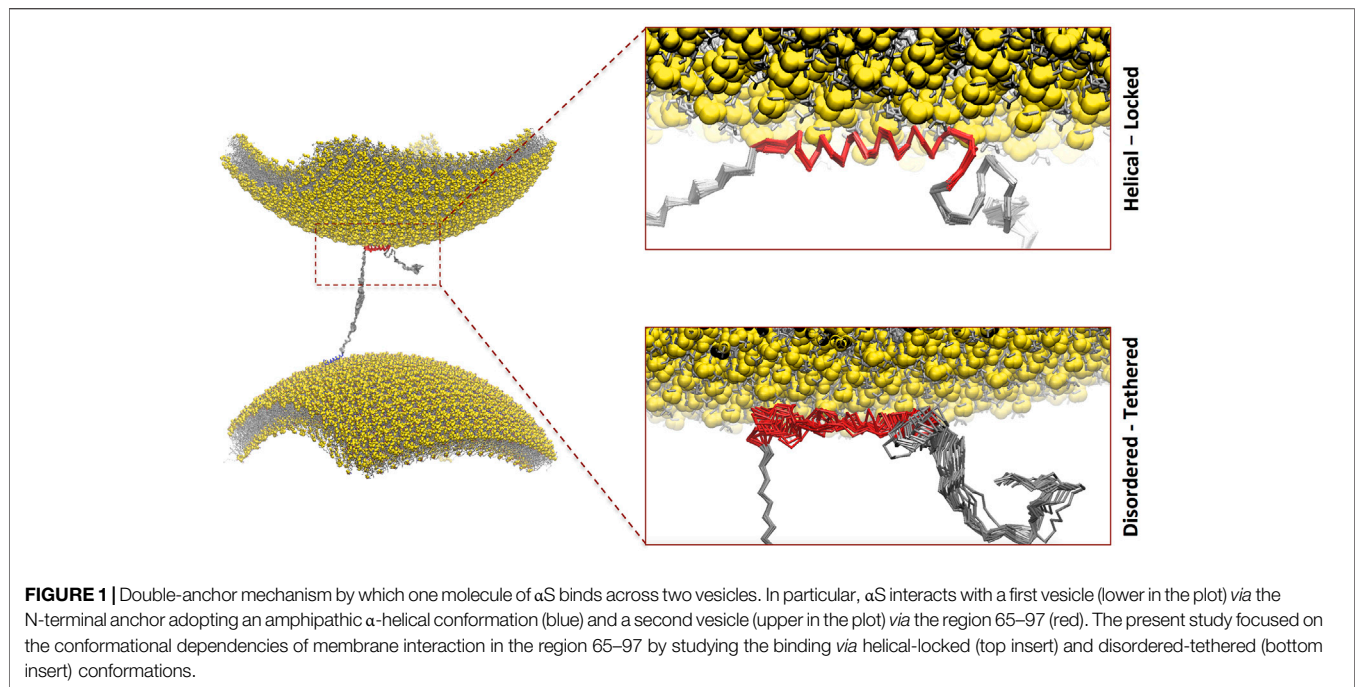 Helical – Locked
Disordered - Tethered
FIGURE 1 | Double-anchor mechanism by which one molecule of αS binds across two vesicles. In particular, αS interacts with a first vesicle (lower in the plot) via the
N-terminal anchor adopting an amphipathic α-helical conformation (blue) and a second vesicle (upper in the plot) via the region 65–97 (red). The present study focused on
the conformational dependencies of membrane interaction in the region 65–97 by studying the binding via helical-locked (top insert) and disordered-tethered (bottom
insert) conformations.